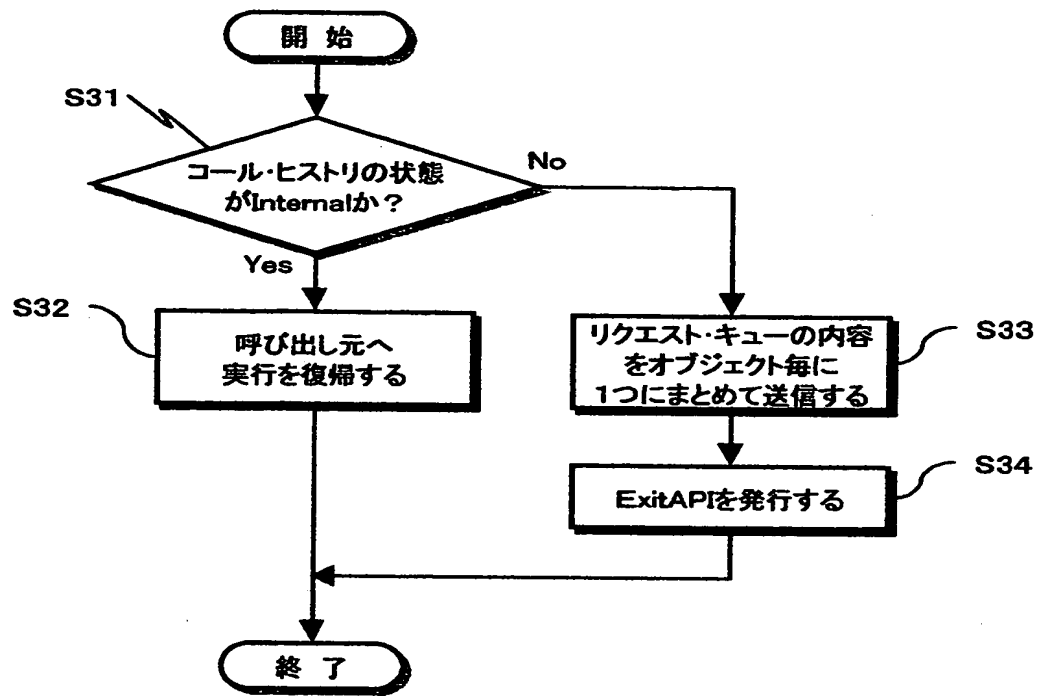 開 始
S31
コール・ヒストリの状態
がInternalか？
No
Yes
S32
呼び出し元へ
実行を復帰する
リクエスト・キューの内容
をオブジェクト毎に
1つにまとめて送信する
S33
ExitAPIを発行する
S34
終 了